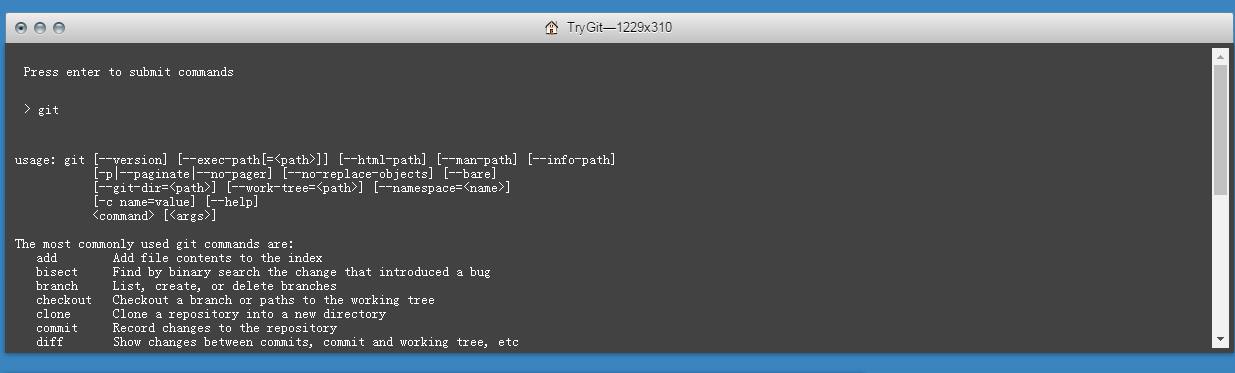 TryGit—1229x310
Press enter to submit commands
> git
usage: git [--version] [--exec-path[=<path>]] [--html-path] [--man-path] [--info-path]
[-p|--paginate|--no-pager] [--no-replace-objects] [--bare]
[--git-dir=<path>] [--work-tree=<path>] [--namespace=<name>]
[-c name=value] [--help]
<command> [<args>]
The most commonly used git commands are:
add Add file contents to the index
bisect Find by binary search the change that introduced a bug
branch List, create, or delete branches
checkout Checkout a branch or paths to the working tree
clone Clone a repository into a new directory
commit Record changes to the repository
diff Show changes between commits, commit and working tree, etc